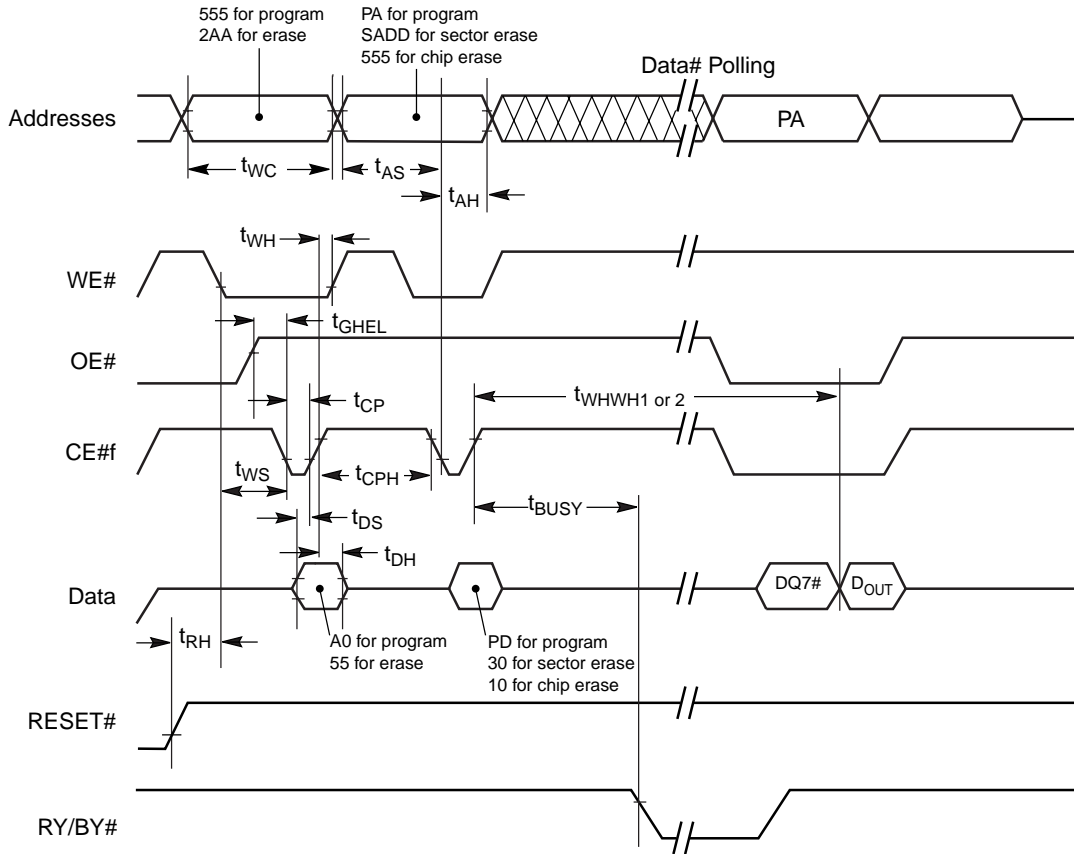 555 for program
2AA for erase
PA for program
SADD for sector erase
555 for chip erase
Data# Polling
Addresses
PA
tWC
tAS
tAH
tWH
WE#
tGHEL
OE#
tWHWH1 or 2
tCP
CE#f
tWS
tCPH
tBUSY
tDS
tDH
Data
DQ7#
DOUT
tRH
A0 for program
55 for erase
PD for program
30 for sector erase
10 for chip erase
RESET#
RY/BY#